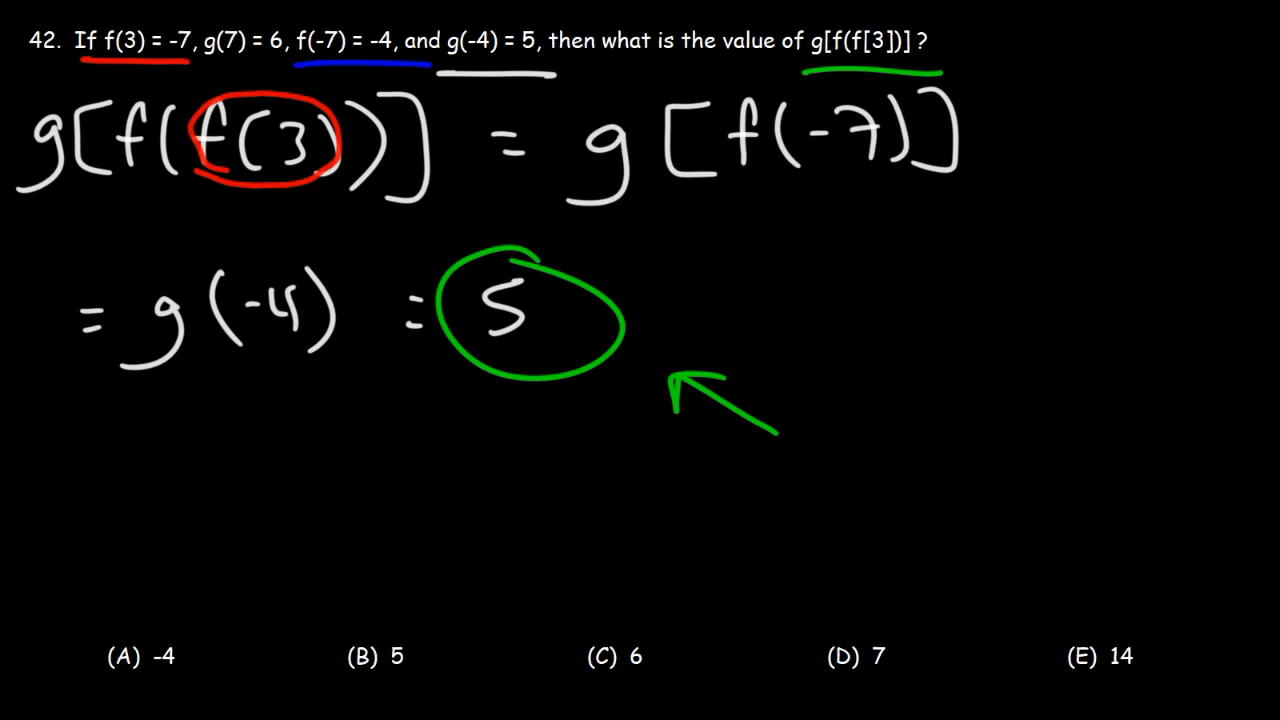 42. If f(3) = -7, g(7) = 6, f(-7) = -4, and g(-4) = 5, then what is the value of g[f(f[3])] ?
g[f(f(3))] = g[f(-7)]
= g(-4) = 5
(A) -4 (B) 5 (C) 6 (D) 7 (E) 14